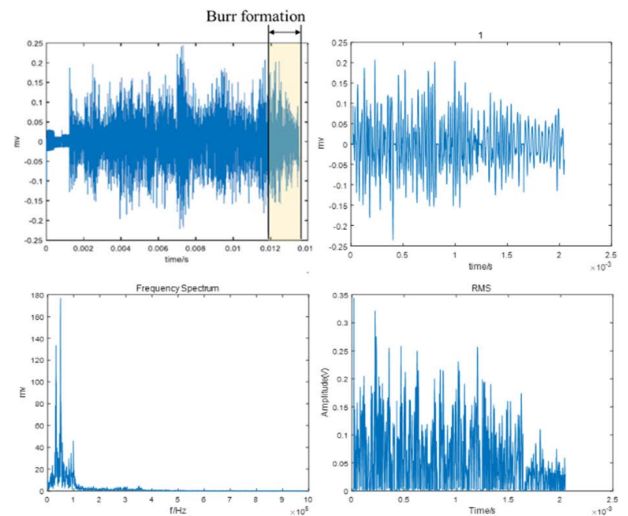 Burr formation
0.25
0.2
0.15
0.1
0.05
0
-0.05
-0.1
-0.15
-0.2
-0.25
mv
0 0.002 0.004 0.006 0.008 0.01 0.012 0.01
time/s
1
0.25
0.2
0.15
0.1
0.05
0
-0.05
-0.1
-0.15
-0.2
-0.25
mv
0 0.5 1 1.5 2 2.5
time/s
×10⁻³
Frequency Spectrum
180
160
140
120
100
80
60
40
20
0
mv
0 1 2 3 4 5 6 7 8 9 10
f/Hz
×10⁵
RMS
0.35
0.3
0.25
0.2
0.15
0.1
0.05
0
Amplitude(V)
0 0.5 1 1.5 2 2.5
Time/s
×10⁻³